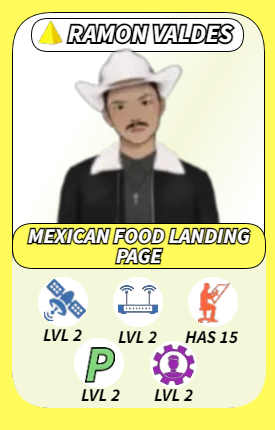 RAMON VALDES
MEXICAN FOOD LANDING
PAGE
LVL 2
LVL 2
HAS 15
P
LVL 2
LVL 2